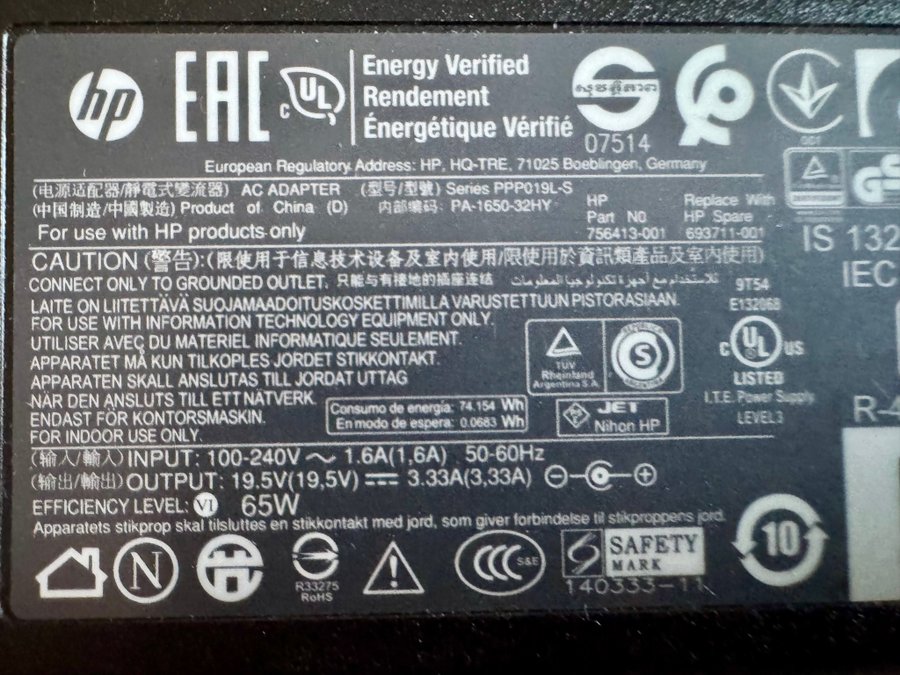 hp
EAC
c UL
Energy Verified
Rendement
Énergétique Vérifié
07514
European Regulatory Address: HP, HQ-TRE, 71025 Boeblingen, Germany
(电源适配器/靜電式變流器) AC ADAPTER (型号/型號) Series PPP019L-S
(中国制造/中國製造) Product of China (D) 内部编码: PA-1650-32HY
For use with HP products only
HP
Part N0
756413-001
Replace With
HP Spare
693711-001
GS
IS 132
IEC
CAUTION (警告):(限使用于信息技术设备及室内使用/限使用於資訊類產品及室內使用)
CONNECT ONLY TO GROUNDED OUTLET. 只能与有接地的插座连结 للاستخدام مع أجهزة تكنولوجيا المعلومات
LAITE ON LIITETTÄVÄ SUOJAMAADOITUSKOSKETTIMILLA VARUSTETTUUN PISTORASIAAN.
FOR USE WITH INFORMATION TECHNOLOGY EQUIPMENT ONLY.
UTILISER AVEC DU MATERIEL INFORMATIQUE SEULEMENT.
APPARATET MÅ KUN TILKOPLES JORDET STIKKONTAKT.
APPARATEN SKALL ANSLUTAS TILL JORDAT UTTAG
NÄR DEN ANSLUTS TILL ETT NÄTVERK.
ENDAST FÖR KONTORSMASKIN.
FOR INDOOR USE ONLY.
TÜV
Rheinland
Argentina S.A.
S
9T54
E132068
c UL us
LISTED
I.T.E. Power Supply
LEVEL 3
Consumo de energía: 74.154 Wh
En modo de espera: 0.0683 Wh
JET
Nihon HP
R-4
(输入/輸入) INPUT: 100-240V ～ 1.6A(1,6A) 50-60Hz
(输出/輸出) OUTPUT: 19.5V(19,5V) ⎓ 3.33A(3,33A)
EFFICIENCY LEVEL: VI 65W
Apparatets stikprop skal tilsluttes en stikkontakt med jord, som giver forbindelse til stikproppens jord.
N
R33275
RoHS
CCC S&E
SAFETY
MARK
140333-11
10